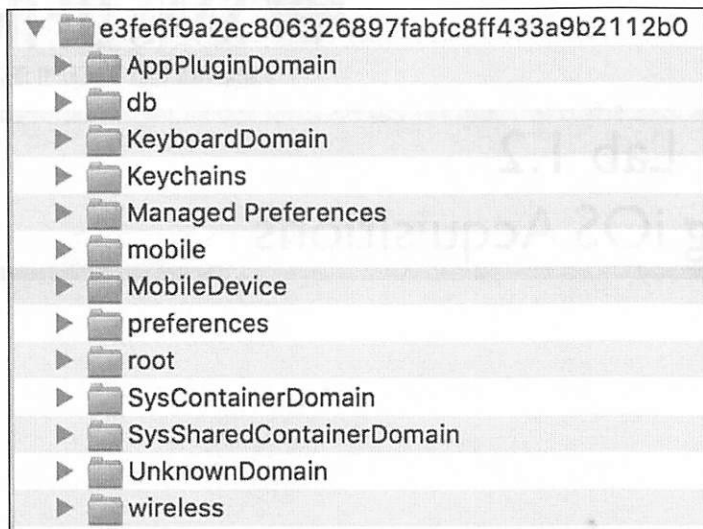 e3fe6f9a2ec806326897fabfc8ff433a9b2112b0
AppPluginDomain
db
KeyboardDomain
Keychains
Managed Preferences
mobile
MobileDevice
preferences
root
SysContainerDomain
SysSharedContainerDomain
UnknownDomain
wireless